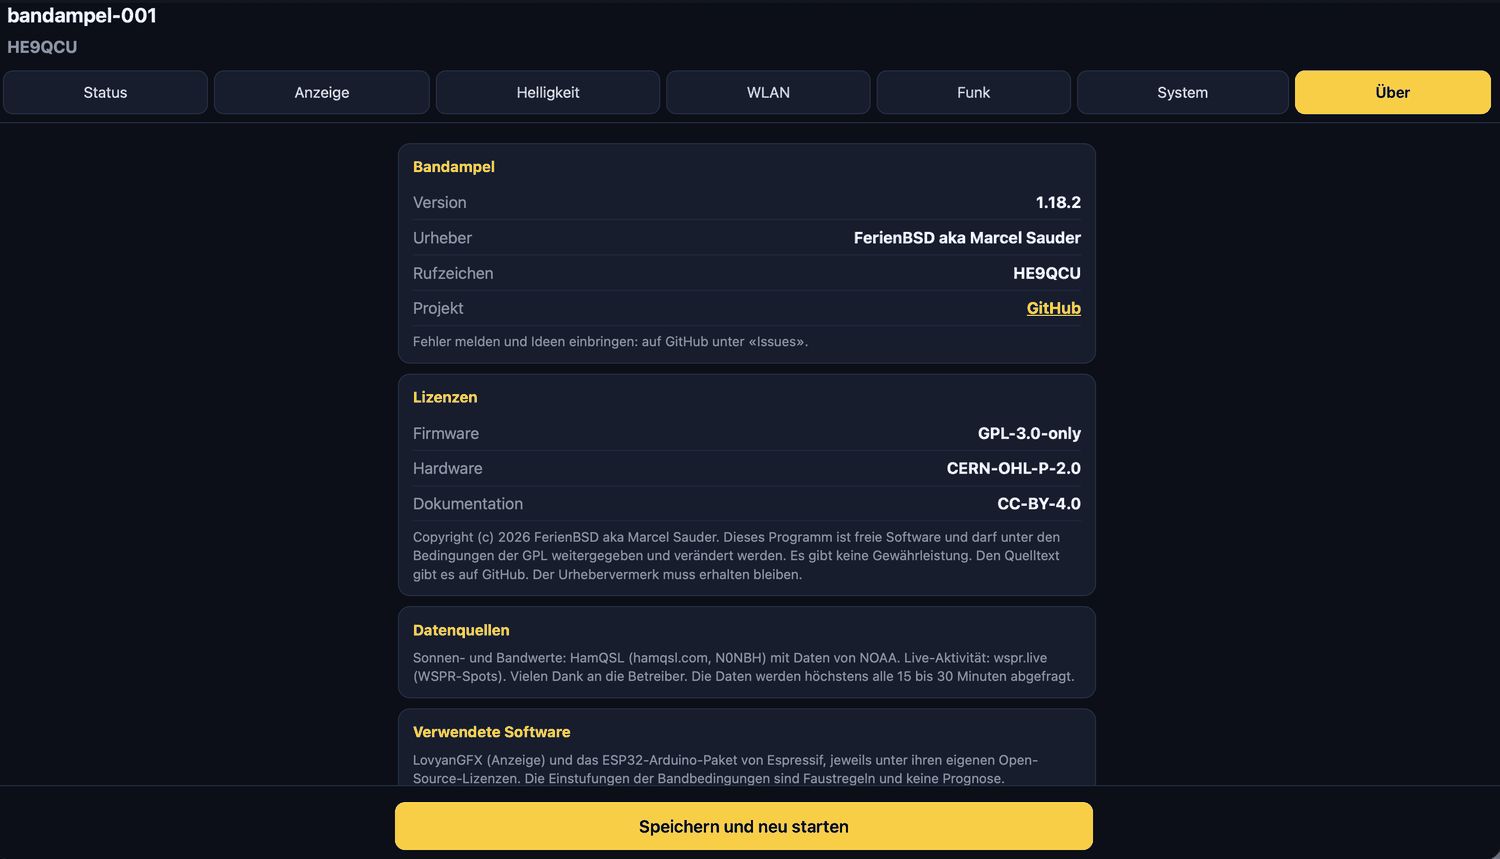 bandampel-001
HE9QCU
Status
Anzeige
Helligkeit
WLAN
Funk
System
Über
Bandampel
Version 1.18.2
Urheber FerienBSD aka Marcel Sauder
Rufzeichen HE9QCU
Projekt GitHub
Fehler melden und Ideen einbringen: auf GitHub unter «Issues».
Lizenzen
Firmware GPL-3.0-only
Hardware CERN-OHL-P-2.0
Dokumentation CC-BY-4.0
Copyright (c) 2026 FerienBSD aka Marcel Sauder. Dieses Programm ist freie Software und darf unter den
Bedingungen der GPL weitergegeben und verändert werden. Es gibt keine Gewährleistung. Den Quelltext
gibt es auf GitHub. Der Urhebervermerk muss erhalten bleiben.
Datenquellen
Sonnen- und Bandwerte: HamQSL (hamqsl.com, N0NBH) mit Daten von NOAA. Live-Aktivität: wspr.live
(WSPR-Spots). Vielen Dank an die Betreiber. Die Daten werden höchstens alle 15 bis 30 Minuten abgefragt.
Verwendete Software
LovyanGFX (Anzeige) und das ESP32-Arduino-Paket von Espressif, jeweils unter ihren eigenen Open-
Source-Lizenzen. Die Einstufungen der Bandbedingungen sind Faustregeln und keine Prognose.
Speichern und neu starten